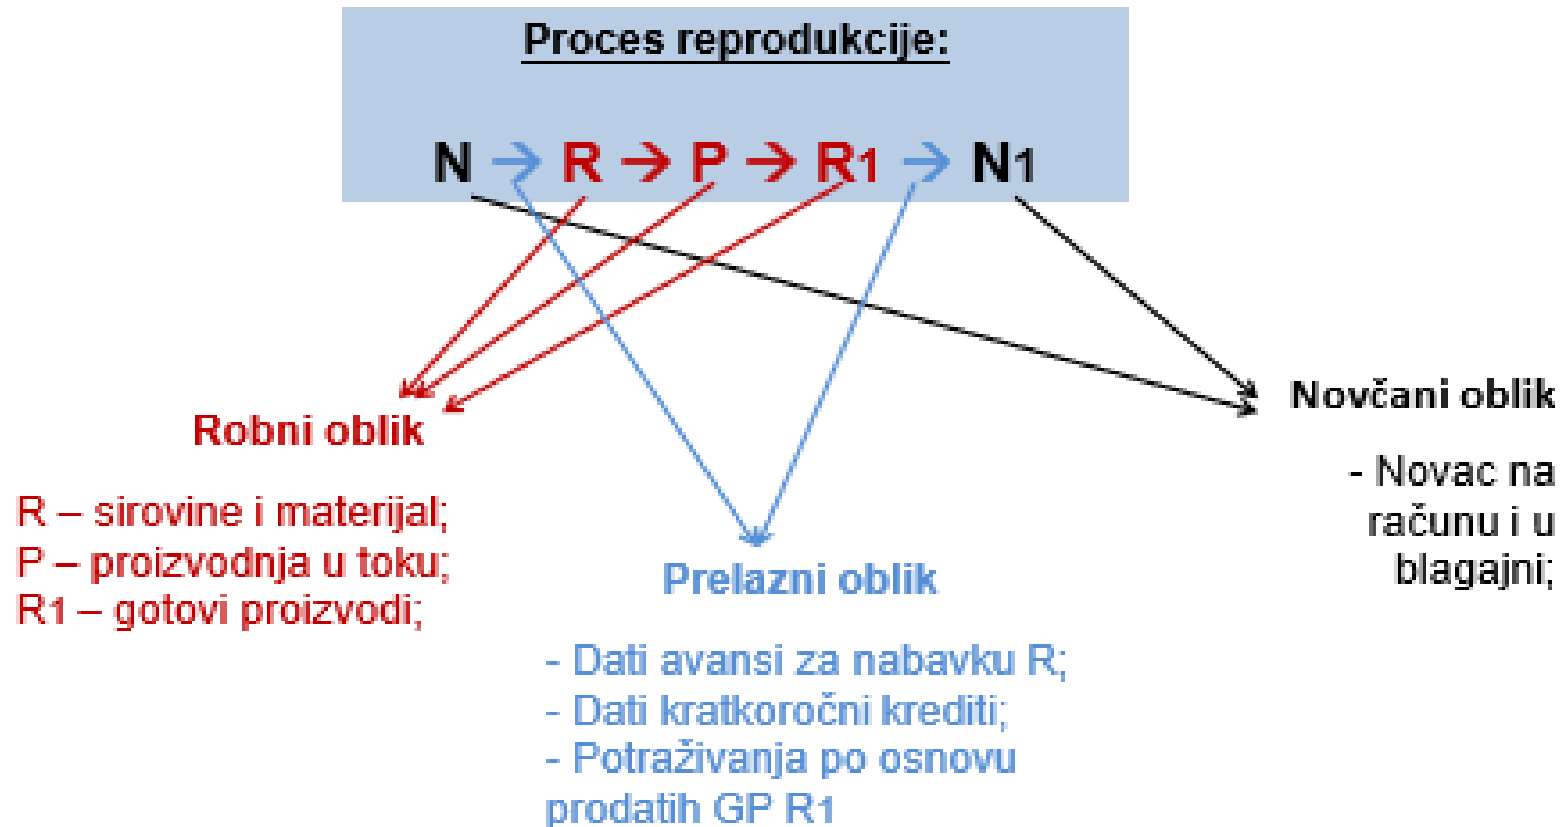 Proces reprodukcije:
N → R → P → R1 → N1
Robni oblik
R – sirovine i materijal;
P – proizvodnja u toku;
R1 – gotovi proizvodi;
Prelazni oblik
- Dati avansi za nabavku R;
- Dati kratkoročni krediti;
- Potraživanja po osnovu
prodatih GP R1
Novčani oblik
- Novac na
računu i u
blagajni;